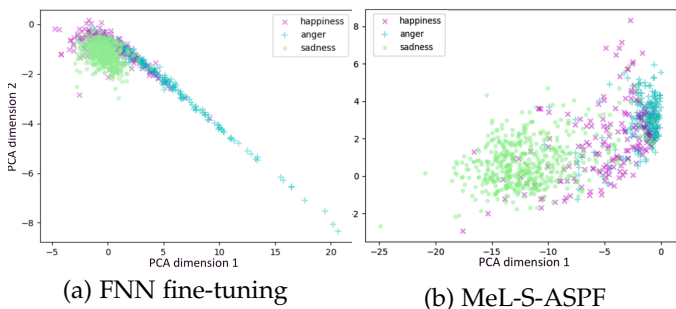 happiness
anger
sadness
PCA dimension 2
0
−2
−4
−6
−8
−5 0 5 10 15 20
PCA dimension 1
(a) FNN fine-tuning
happiness
anger
sadness
8
6
4
2
0
−2
−25 −20 −15 −10 −5 0
PCA dimension 1
(b) MeL-S-ASPF